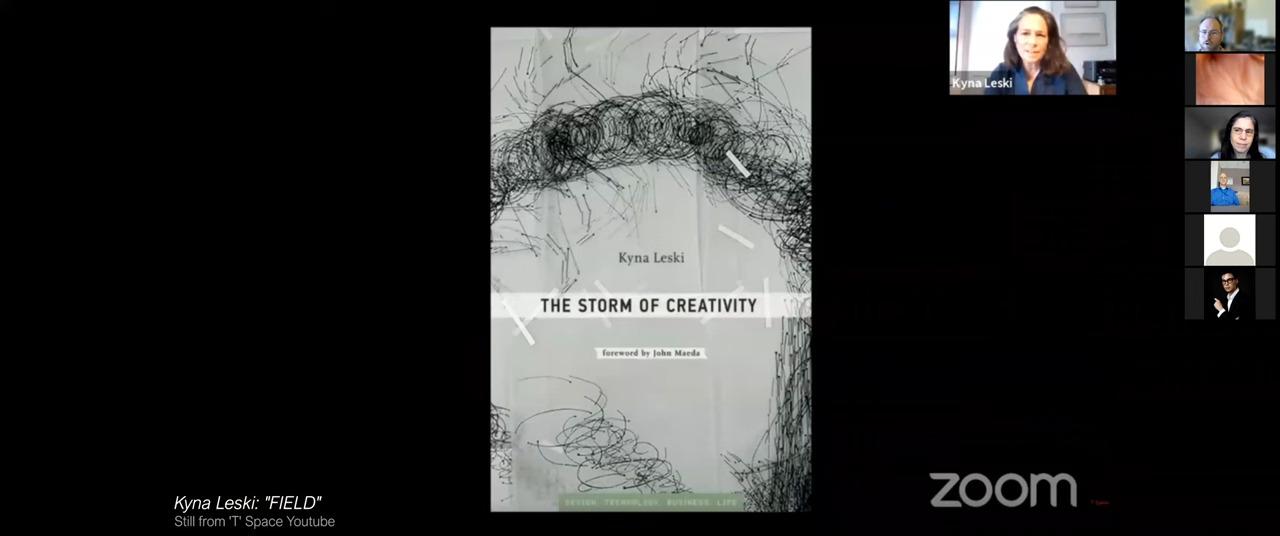 Kyna Leski
Kyna Leski
THE STORM OF CREATIVITY
foreword by John Maeda
DESIGN, TECHNOLOGY, BUSINESS, LIFE
Kyna Leski: "FIELD"
Still from 'T' Space Youtube
zoom